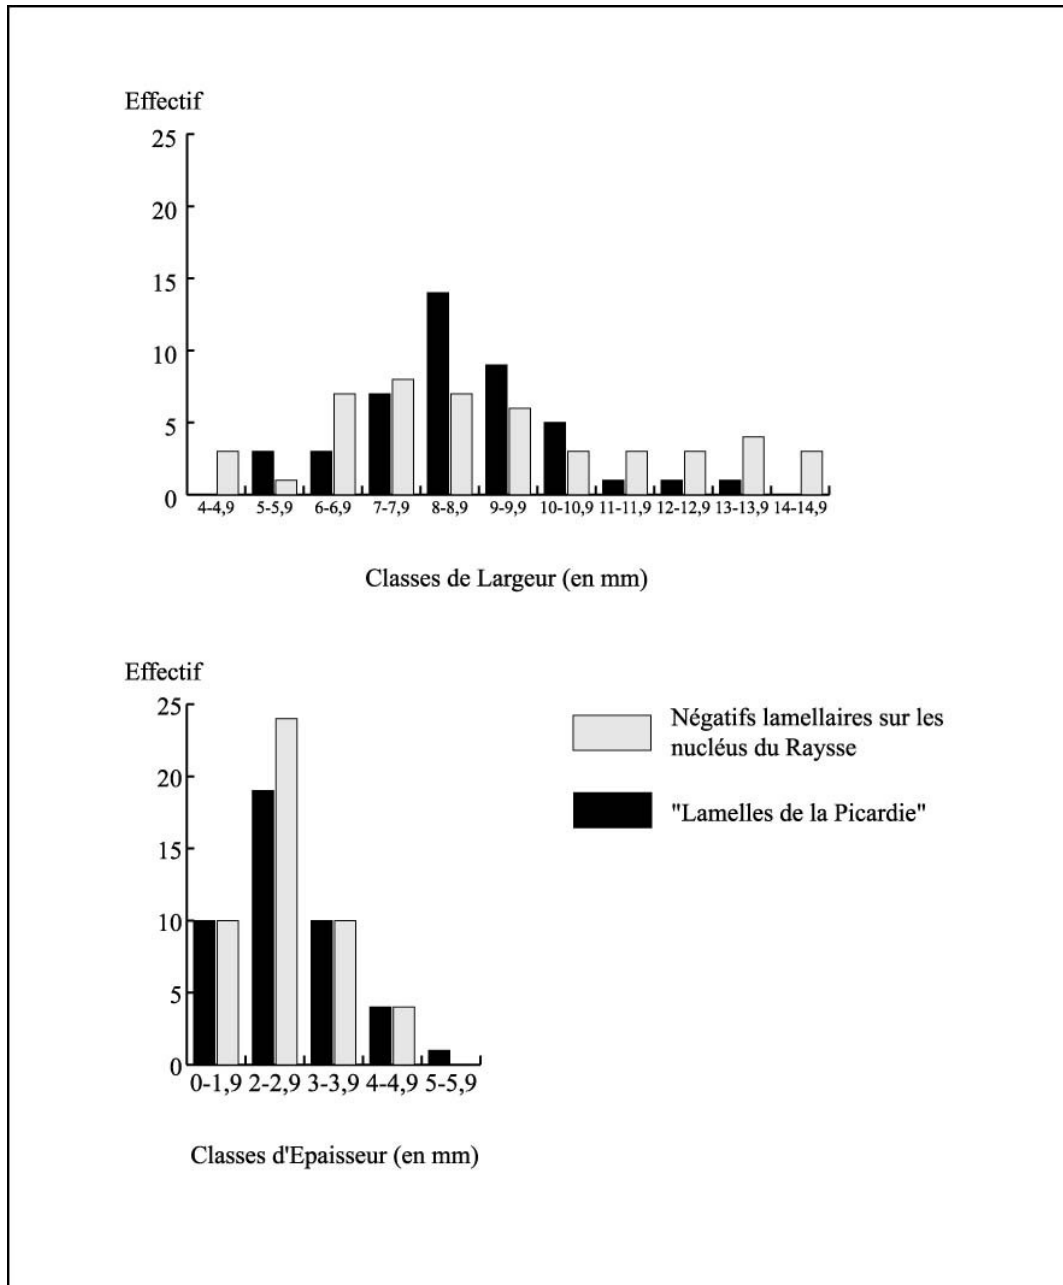 Effectif
25
20
15
10
5
0
4-4,9 5-5,9 6-6,9 7-7,9 8-8,9 9-9,9 10-10,9 11-11,9 12-12,9 13-13,9 14-14,9
Classes de Largeur (en mm)
Effectif
25
20
15
10
5
0
0-1,9 2-2,9 3-3,9 4-4,9 5-5,9
Classes d'Epaisseur (en mm)
Négatifs lamellaires sur les
nucléus du Raysse
"Lamelles de la Picardie"